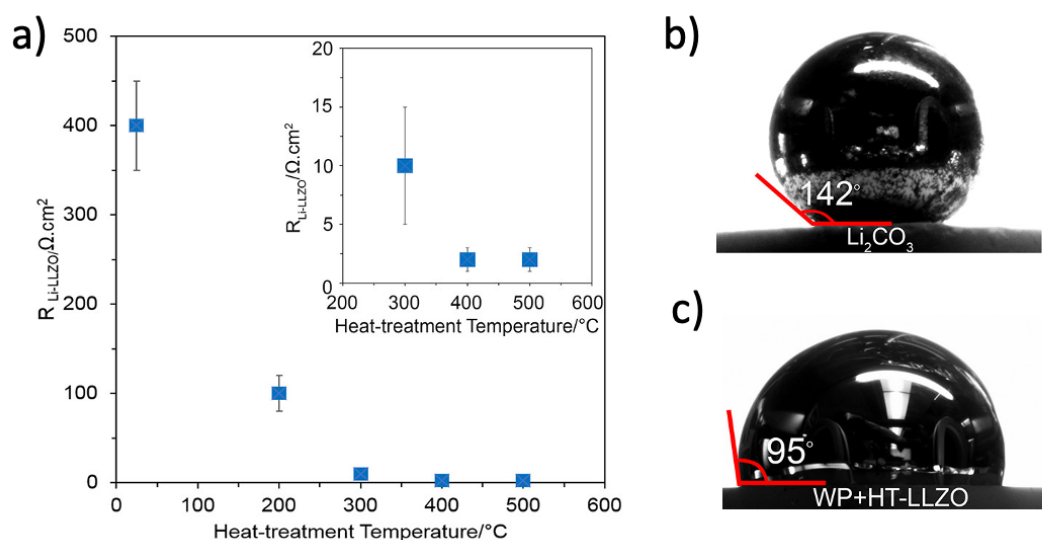 a)
500
400
300
200
100
0
R Li-LLZO/Ω.cm²
0 100 200 300 400 500 600
Heat-treatment Temperature/°C
20
15
10
5
0
R Li-LLZO/Ω.cm²
200 300 400 500 600
Heat-treatment Temperature/°C
b)
142°
Li₂CO₃
c)
95°
WP+HT-LLZO